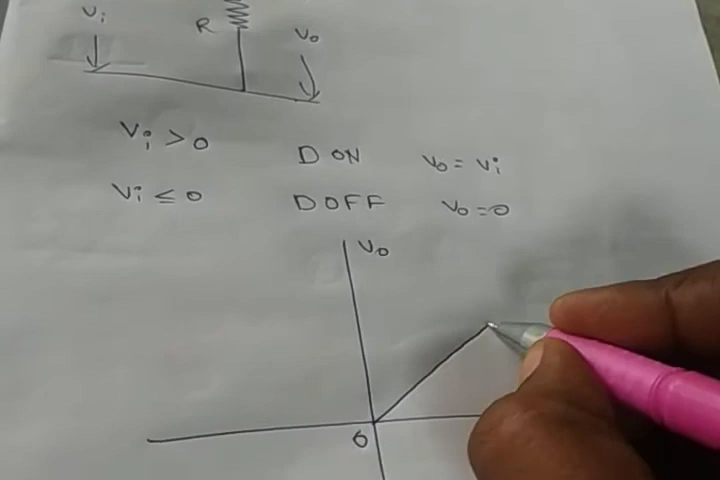 Vi
R
Vo
Vi > 0 D ON Vo = Vi
Vi ≤ 0 D OFF Vo = 0
Vo
0